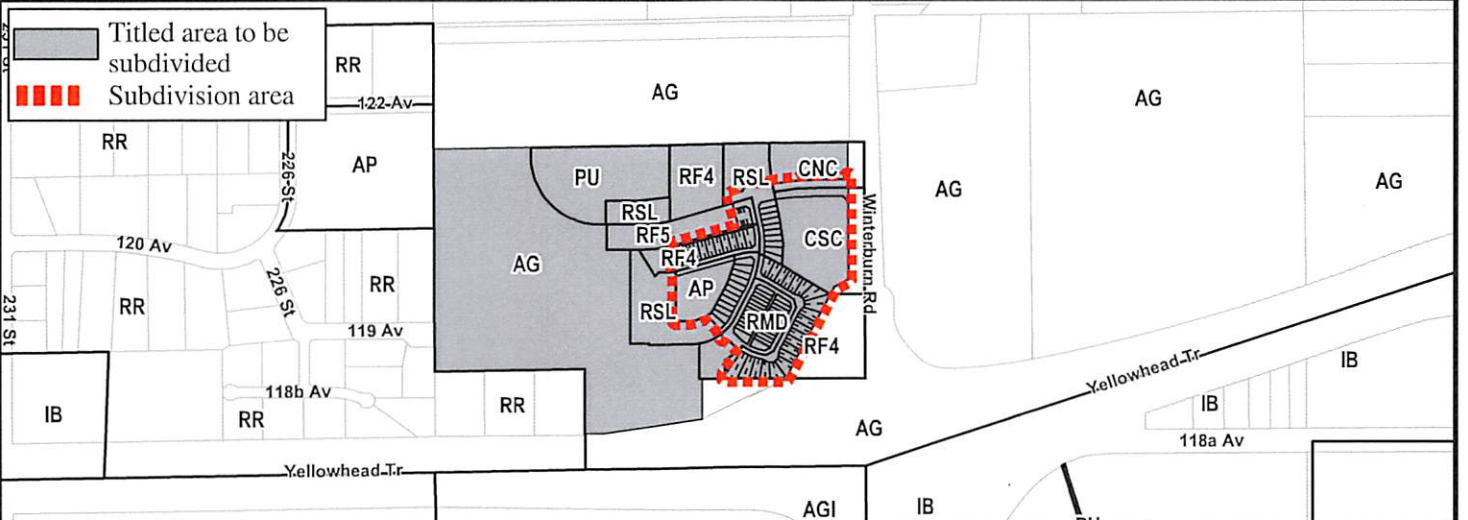 Titled area to be
subdivided
Subdivision area
RR
122 Av
AG
AG
RR
226 St
AP
PU
RF4
RSL
CNC
AG
AG
RSL
RF5
Winterburn Rd
CSC
120 Av
AG
RF4
226 St
RR
AP
RR
231 St
RSL
RMD
119 Av
RF4
Yellowhead Tr
IB
118b Av
RR
IB
IB
RR
AG
118a Av
Yellowhead Tr
AGI
IB